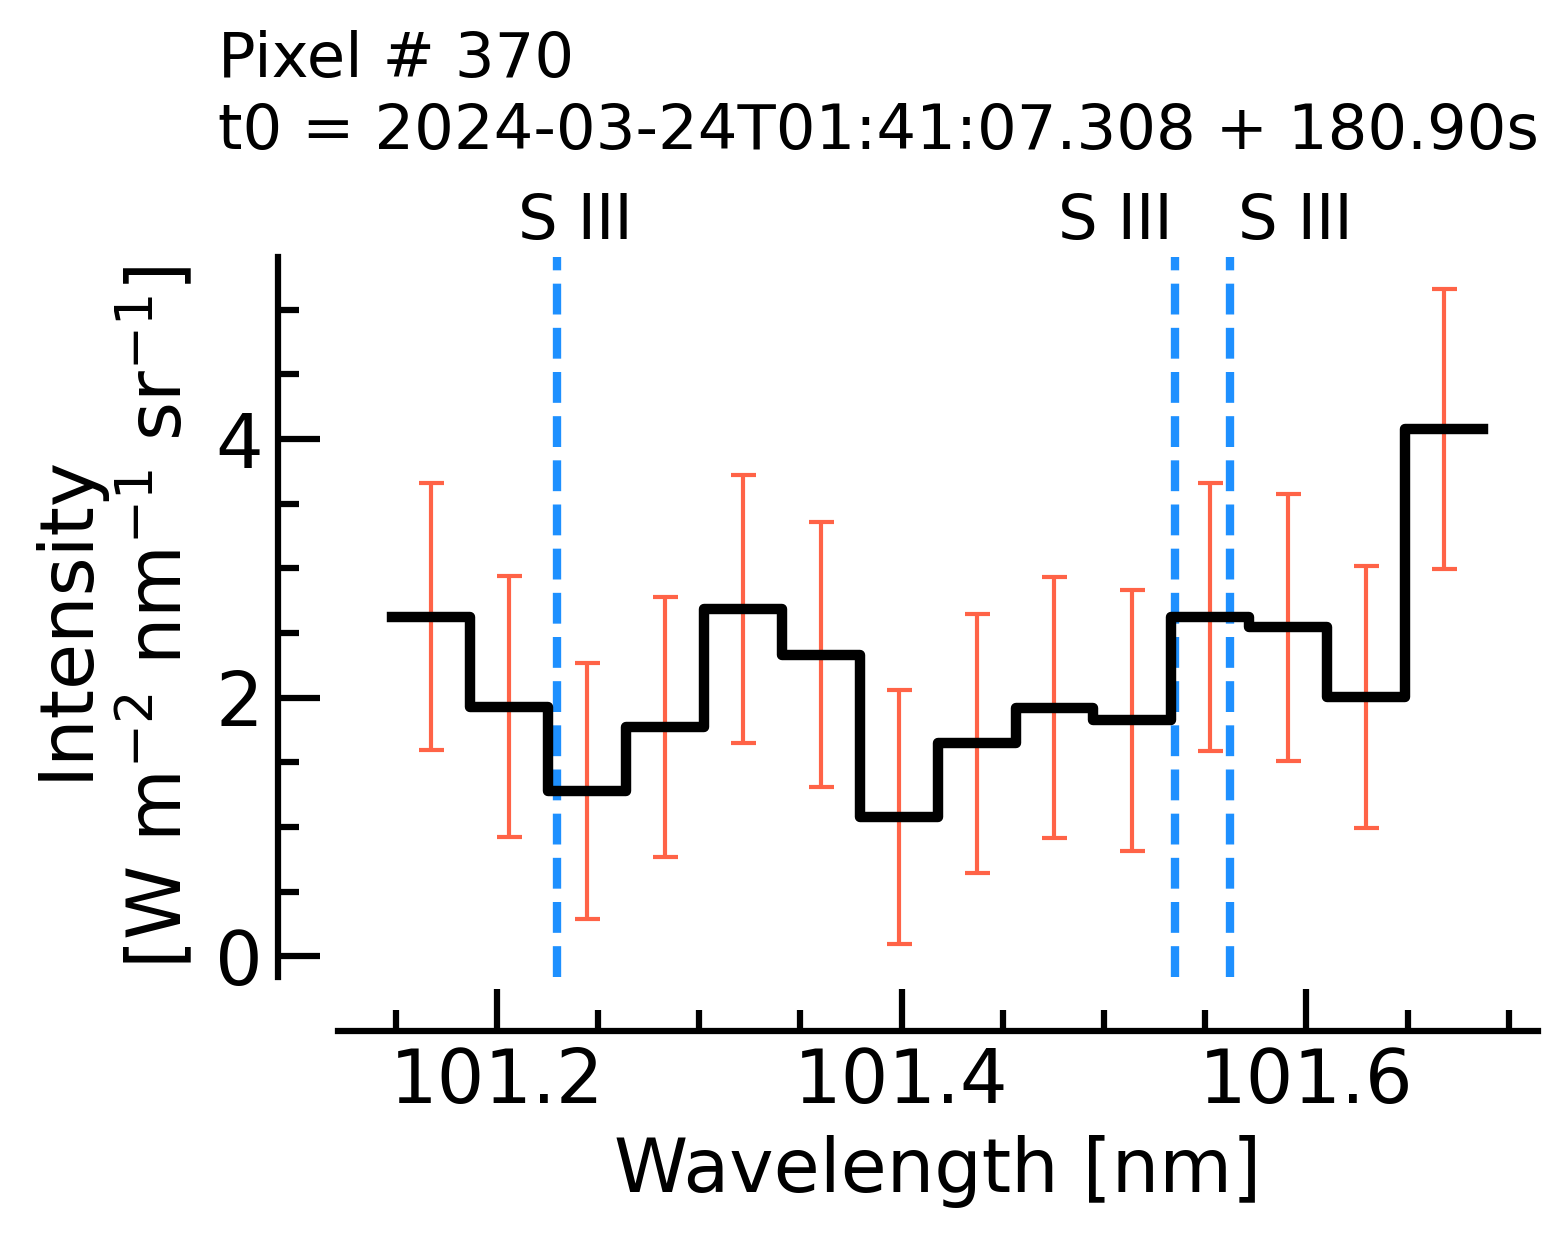 Pixel # 370
t0 = 2024-03-24T01:41:07.308 + 180.90s
S III S III S III
Intensity
[W m⁻² nm⁻¹ sr⁻¹]
4
2
0
101.2 101.4 101.6
Wavelength [nm]